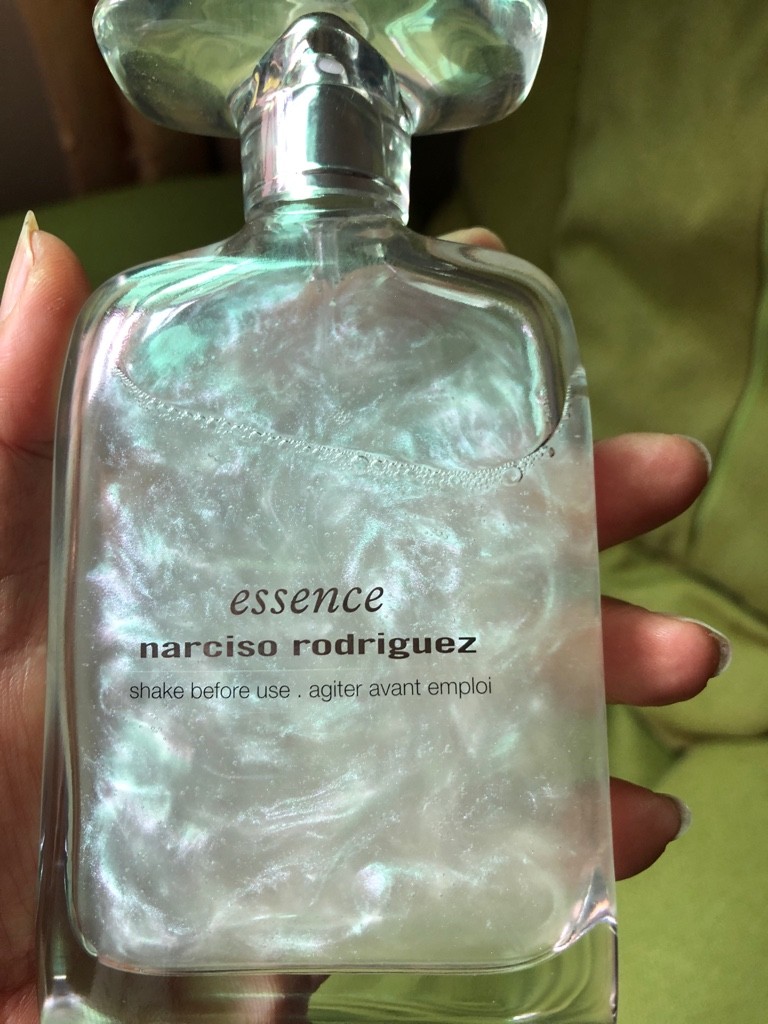 essence
narciso rodriguez
shake before use . agiter avant emploi